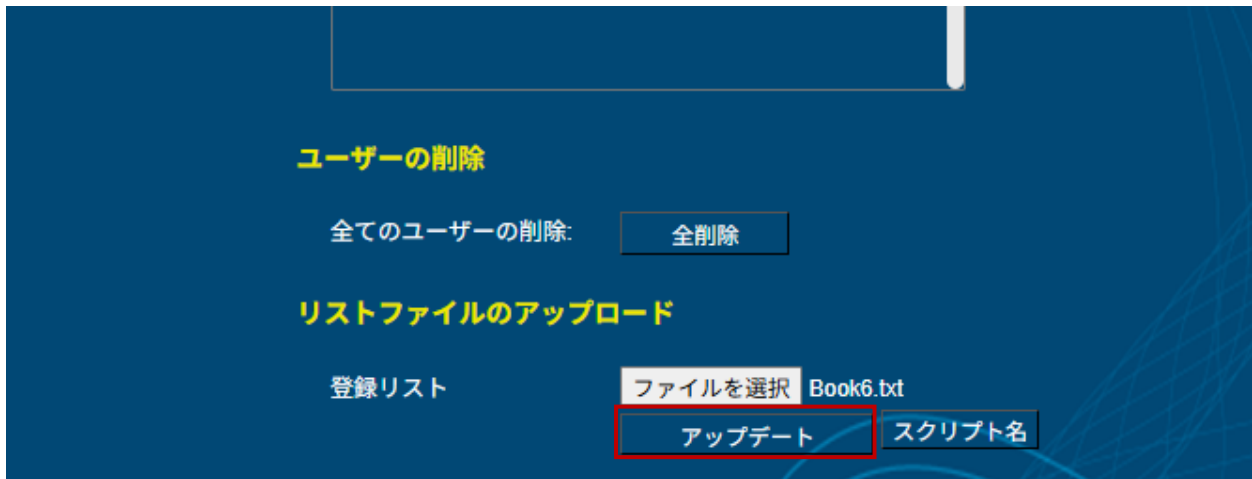 ユーザーの削除
全てのユーザーの削除: 全削除
リストファイルのアップロード
登録リスト ファイルを選択 Book6.txt
アップデート スクリプト名